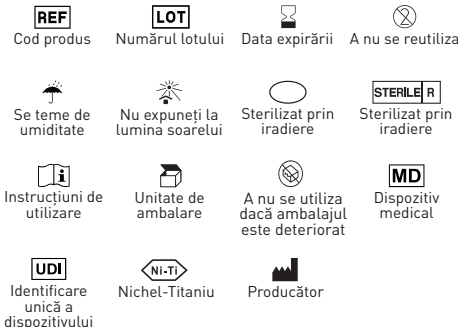 REF LOT
Cod produs Numărul lotului Data expirării A nu se reutiliza
STERILE R
Se teme de umiditate
Nu expuneți la lumina soarelui
Sterilizat prin iradiere
Sterilizat prin iradiere
i MD
Instrucțiuni de utilizare
Unitate de ambalare
A nu se utiliza dacă ambalajul este deteriorat
Dispozitiv medical
UDI Ni-Ti
Identificare unică a dispozitivului
Nichel-Titaniu
Producător